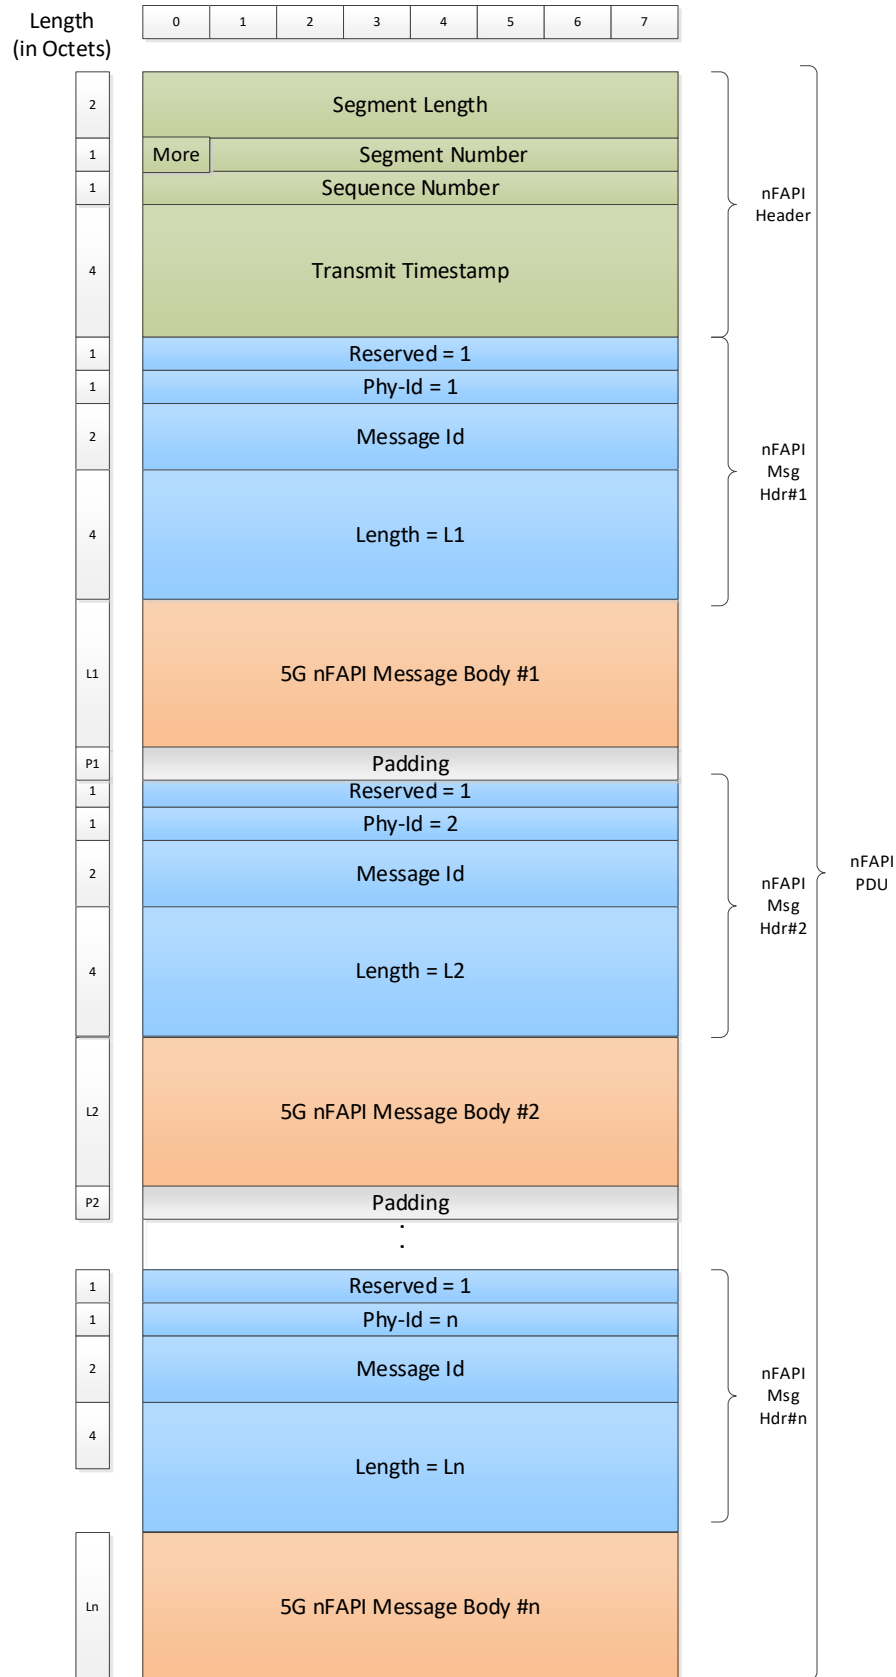 Length
(in Octets)
0 1 2 3 4 5 6 7
2 Segment Length
1 More Segment Number
1 Sequence Number
nFAPI
Header
4 Transmit Timestamp
1 Reserved = 1
1 Phy-Id = 1
2 Message Id
nFAPI
Msg
Hdr#1
4 Length = L1
L1 5G nFAPI Message Body #1
P1 Padding
1 Reserved = 1
1 Phy-Id = 2
2 Message Id
nFAPI
PDU
nFAPI
Msg
Hdr#2
4 Length = L2
L2 5G nFAPI Message Body #2
P2 Padding
:
1 Reserved = 1
1 Phy-Id = n
2 Message Id
nFAPI
Msg
Hdr#n
4 Length = Ln
Ln 5G nFAPI Message Body #n